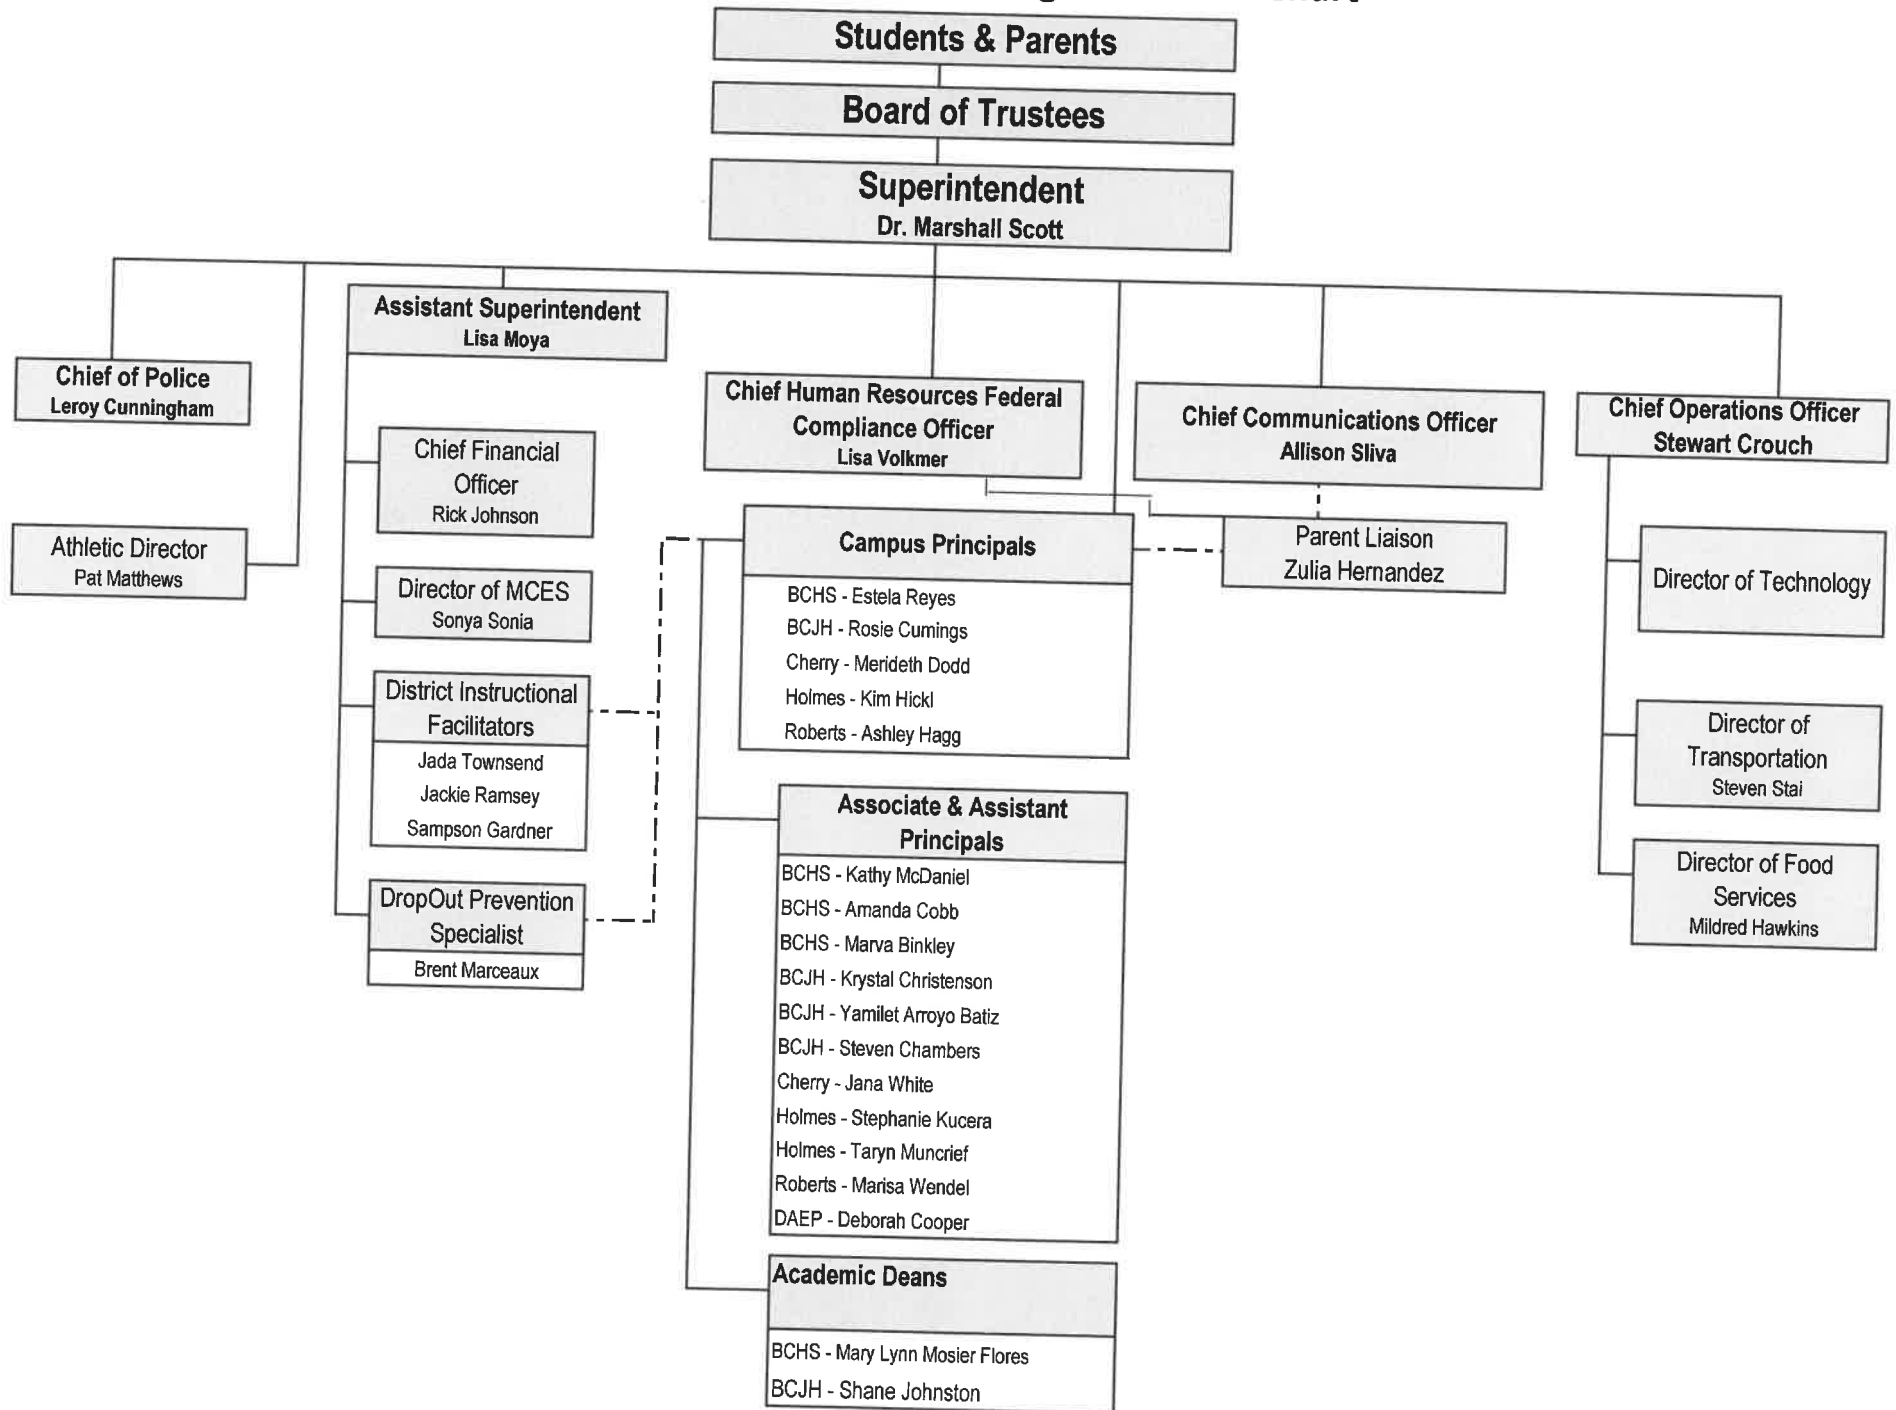 Students & Parents
Board of Trustees
Superintendent
Dr. Marshall Scott
Assistant Superintendent
Lisa Moya
Chief of Police
Leroy Cunningham
Athletic Director
Pat Matthews
Chief Financial
Officer
Rick Johnson
Director of MCES
Sonya Sonia
District Instructional
Facilitators
Jada Townsend
Jackie Ramsey
Sampson Gardner
DropOut Prevention
Specialist
Brent Marceaux
Chief Human Resources Federal
Compliance Officer
Lisa Volkmer
Campus Principals
BCHS - Estela Reyes
BCJH - Rosie Cumings
Cherry - Merideth Dodd
Holmes - Kim Hickl
Roberts - Ashley Hagg
Associate & Assistant
Principals
BCHS - Kathy McDaniel
BCHS - Amanda Cobb
BCHS - Marva Binkley
BCJH - Krystal Christenson
BCJH - Yamilet Arroyo Batiz
BCJH - Steven Chambers
Cherry - Jana White
Holmes - Stephanie Kucera
Holmes - Taryn Muncrief
Roberts - Marisa Wendel
DAEP - Deborah Cooper
Academic Deans
BCHS - Mary Lynn Mosier Flores
BCJH - Shane Johnston
Chief Communications Officer
Allison Sliva
Parent Liaison
Zulia Hernandez
Chief Operations Officer
Stewart Crouch
Director of Technology
Director of
Transportation
Steven Stai
Director of Food
Services
Mildred Hawkins